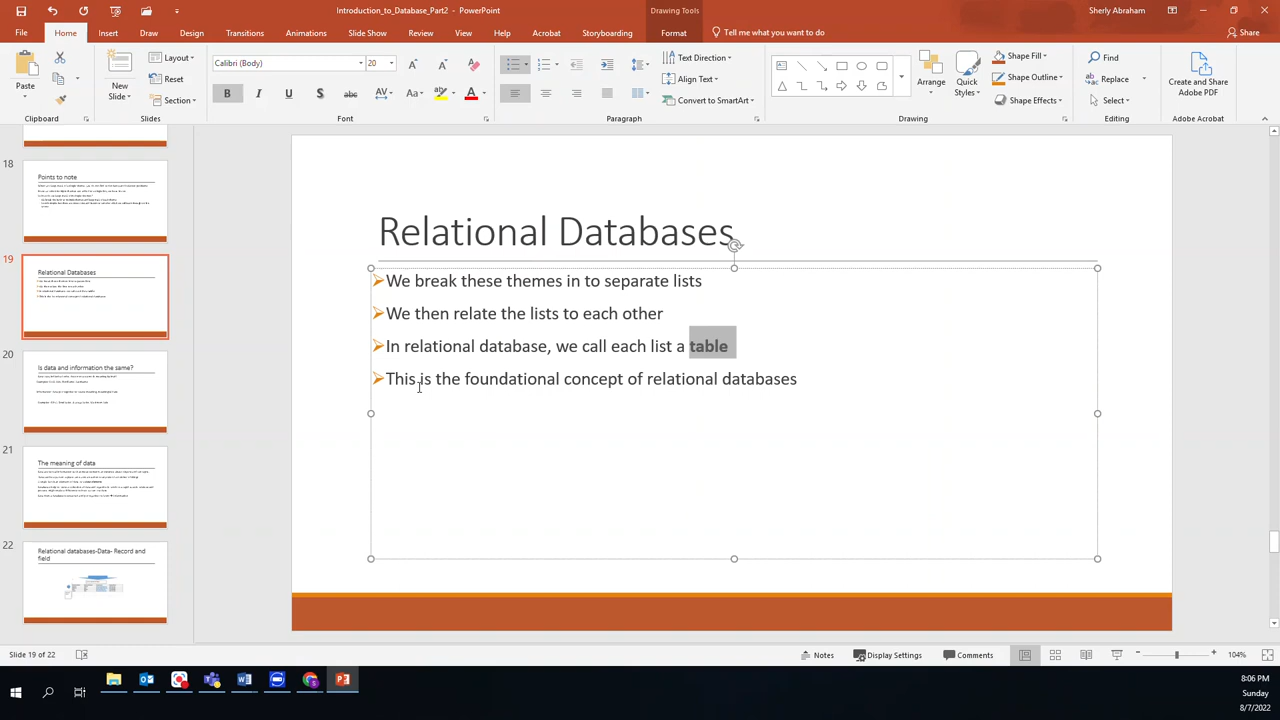 Introduction_to_Database_Part2 - PowerPoint
Drawing Tools
Sherly Abraham
File Home Insert Draw Design Transitions Animations Slide Show Review View Help Acrobat Storyboarding Format Tell me what you want to do Share
Paste
Clipboard
New
Slide
Layout
Reset
Section
Slides
Calibri (Body) 20
B I U S abc AV Aa A
Font
Text Direction
Align Text
Convert to SmartArt
Paragraph
Arrange
Quick
Styles
Shape Fill
Shape Outline
Shape Effects
Drawing
Find
Replace
Select
Editing
Create and Share
Adobe PDF
Adobe Acrobat
18
Points to note
19
Relational Databases
20
Is data and information the same?
21
The meaning of data
22
Relational databases-Data- Record and
field
Relational Databases
We break these themes in to separate lists
We then relate the lists to each other
In relational database, we call each list a table
This is the foundational concept of relational databases
Slide 19 of 22
Notes Display Settings Comments 104%
8:06 PM
Sunday
8/7/2022